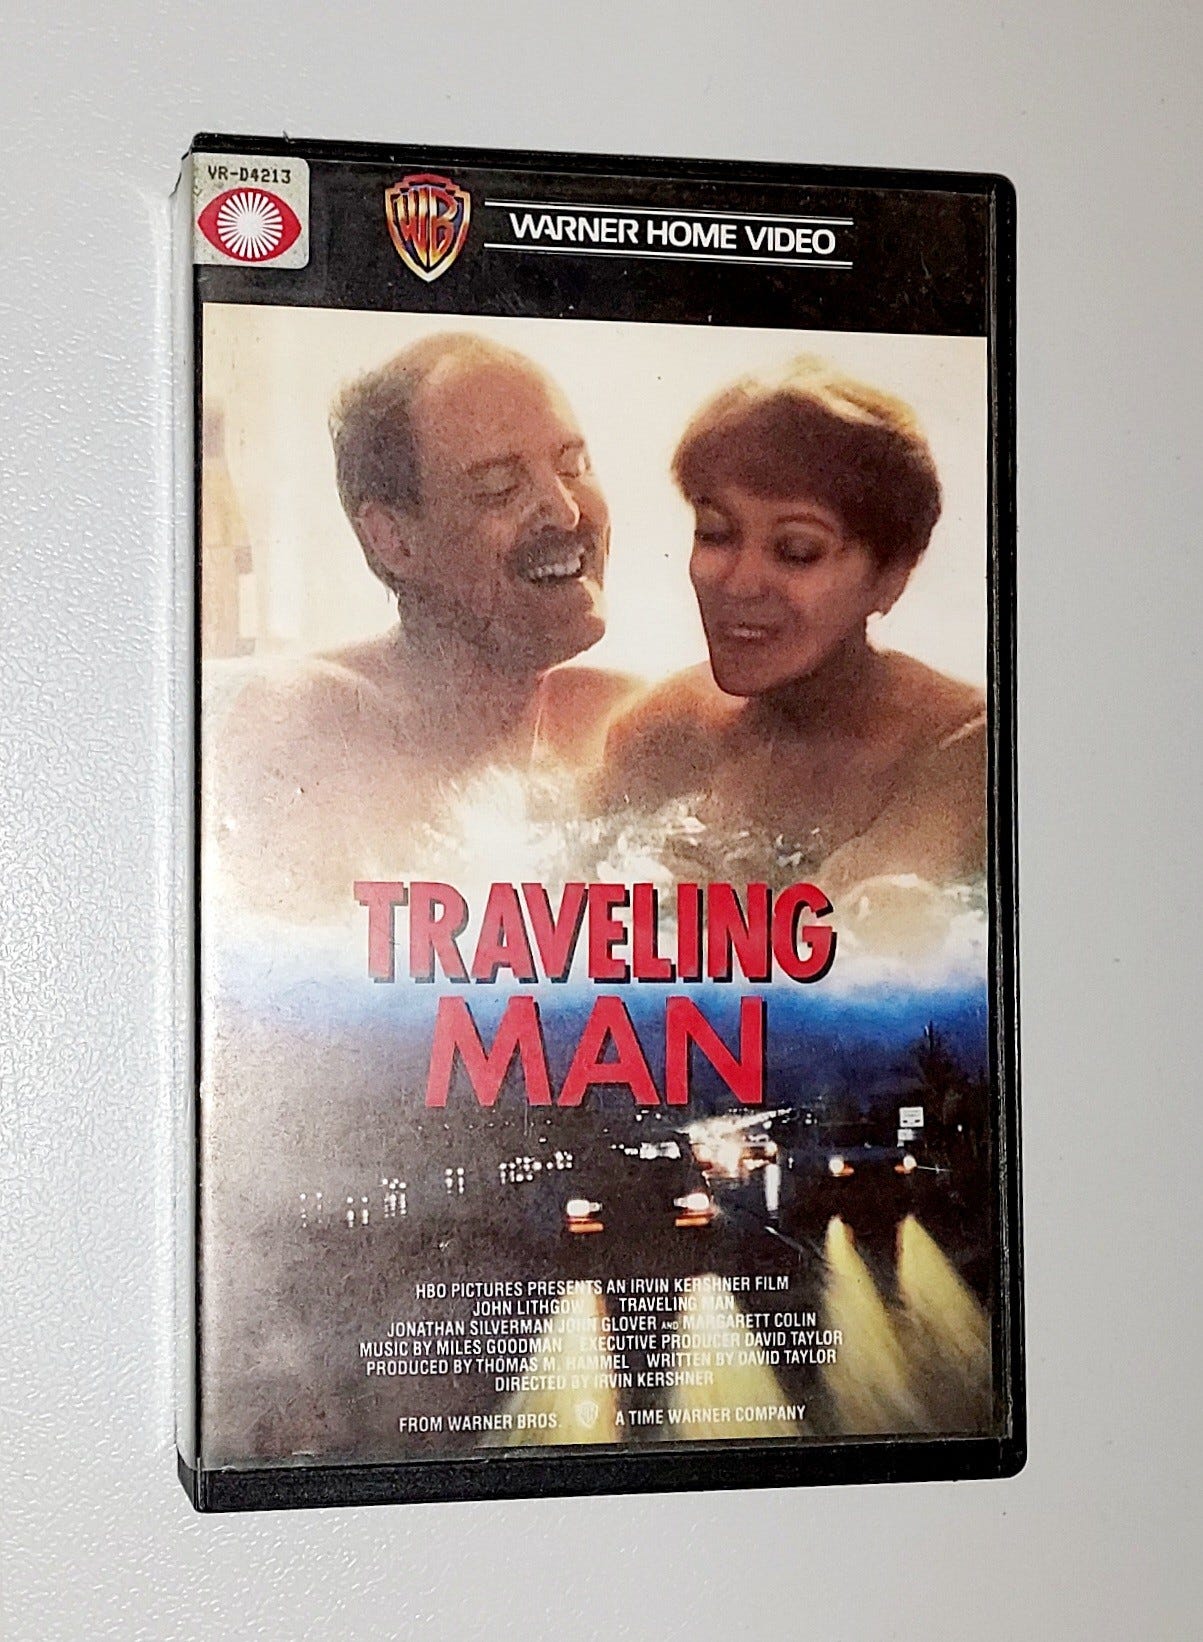 VR-D4213
WB
WARNER HOME VIDEO
TRAVELING
MAN
HBO PICTURES PRESENTS AN IRVIN KERSHNER FILM
JOHN LITHGOW TRAVELING MAN
JONATHAN SILVERMAN JOHN GLOVER AND MARGARETT COLIN
MUSIC BY MILES GOODMAN EXECUTIVE PRODUCER DAVID TAYLOR
PRODUCED BY THOMAS M. HAMMEL WRITTEN BY DAVID TAYLOR
DIRECTED BY IRVIN KERSHNER
FROM WARNER BROS. WB A TIME WARNER COMPANY